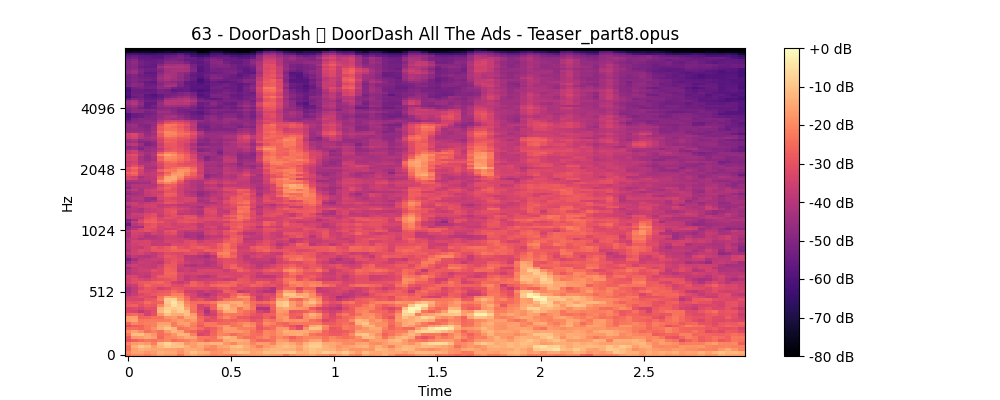 63 - DoorDash ▯ DoorDash All The Ads - Teaser_part8.opus
Hz
4096
2048
1024
512
0
0
0.5
1
1.5
2
2.5
Time
+0 dB
-10 dB
-20 dB
-30 dB
-40 dB
-50 dB
-60 dB
-70 dB
-80 dB